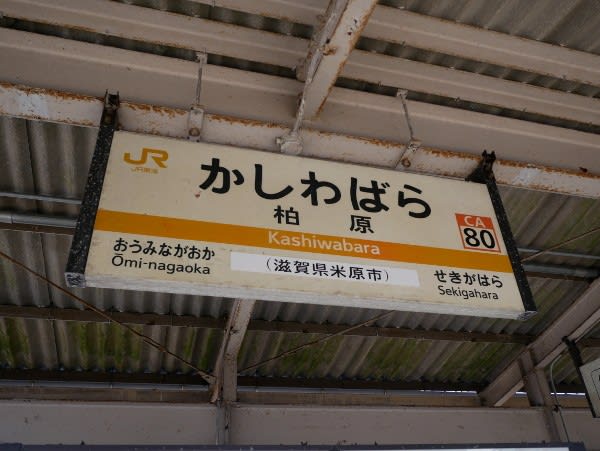 JR
JR東海
かしわばら
柏原
Kashiwabara
CA
80
おうみながおか
Ōmi-nagaoka
(滋賀県米原市)
せきがはら
Sekigahara